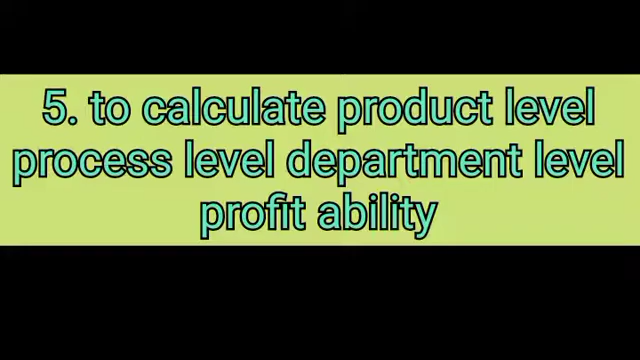 5. to calculate product level
process level department level
profit ability